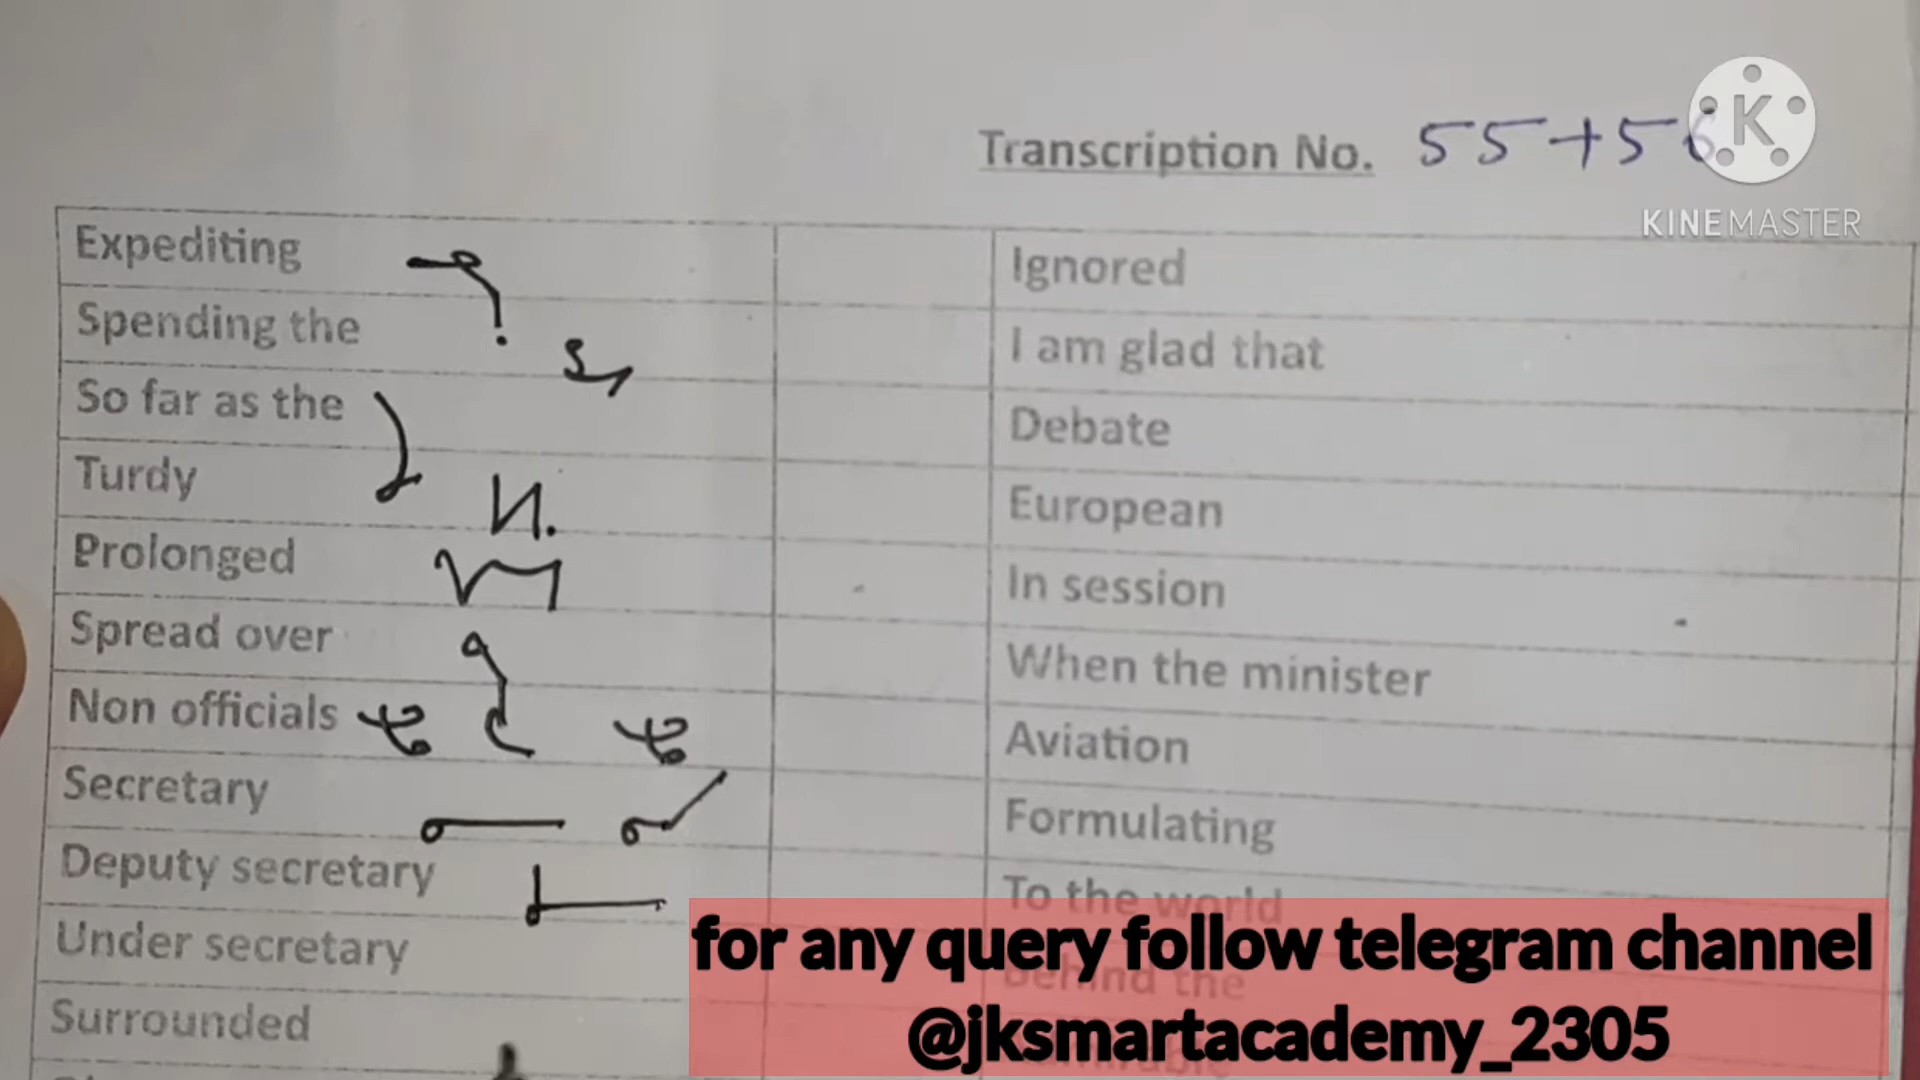 Transcription No. 55+56
KINEMASTER
Expediting
Spending the
So far as the
Turdy
Prolonged
Spread over
Non officials
Secretary
Deputy secretary
Under secretary
Surrounded
Ignored
I am glad that
Debate
European
In session
When the minister
Aviation
Formulating
To the world
Behind the
for any query follow telegram channel
@jksmartacademy_2305